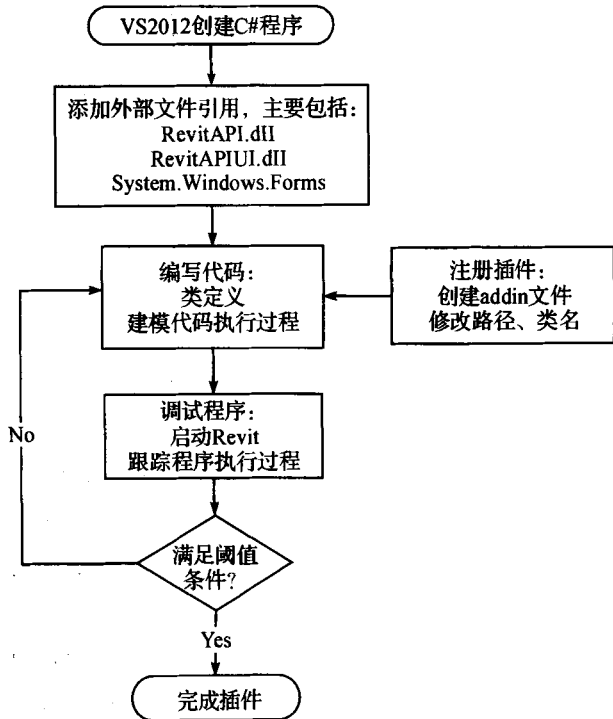 VS2012创建C#程序
添加外部文件引用，主要包括：
RevitAPI.dll
RevitAPIUI.dll
System.Windows.Forms
编写代码：
类定义
建模代码执行过程
注册插件：
创建addin文件
修改路径、类名
调试程序：
启动Revit
跟踪程序执行过程
No
满足阈值
条件？
Yes
完成插件